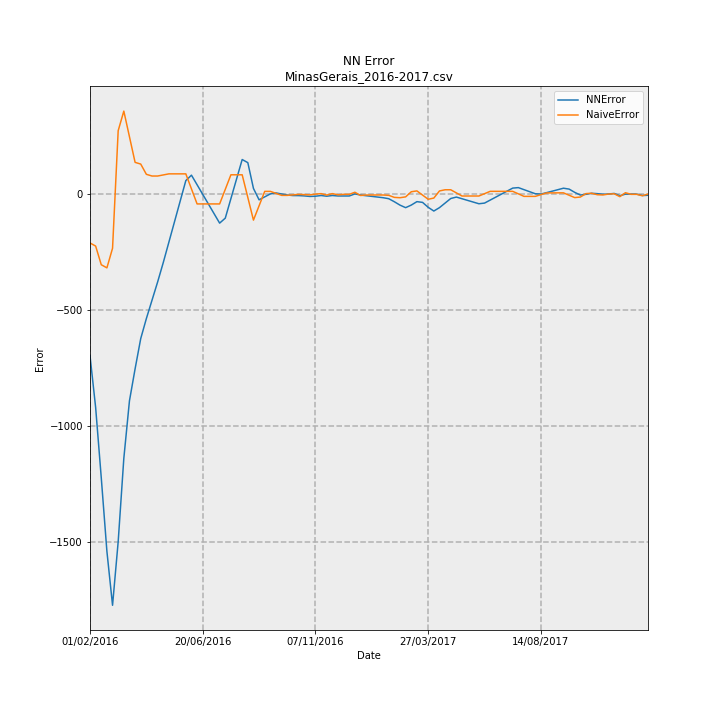 NN Error
MinasGerais_2016-2017.csv
NNError
NaiveError
0
−500
−1000
−1500
Error
01/02/2016
20/06/2016
07/11/2016
27/03/2017
14/08/2017
Date